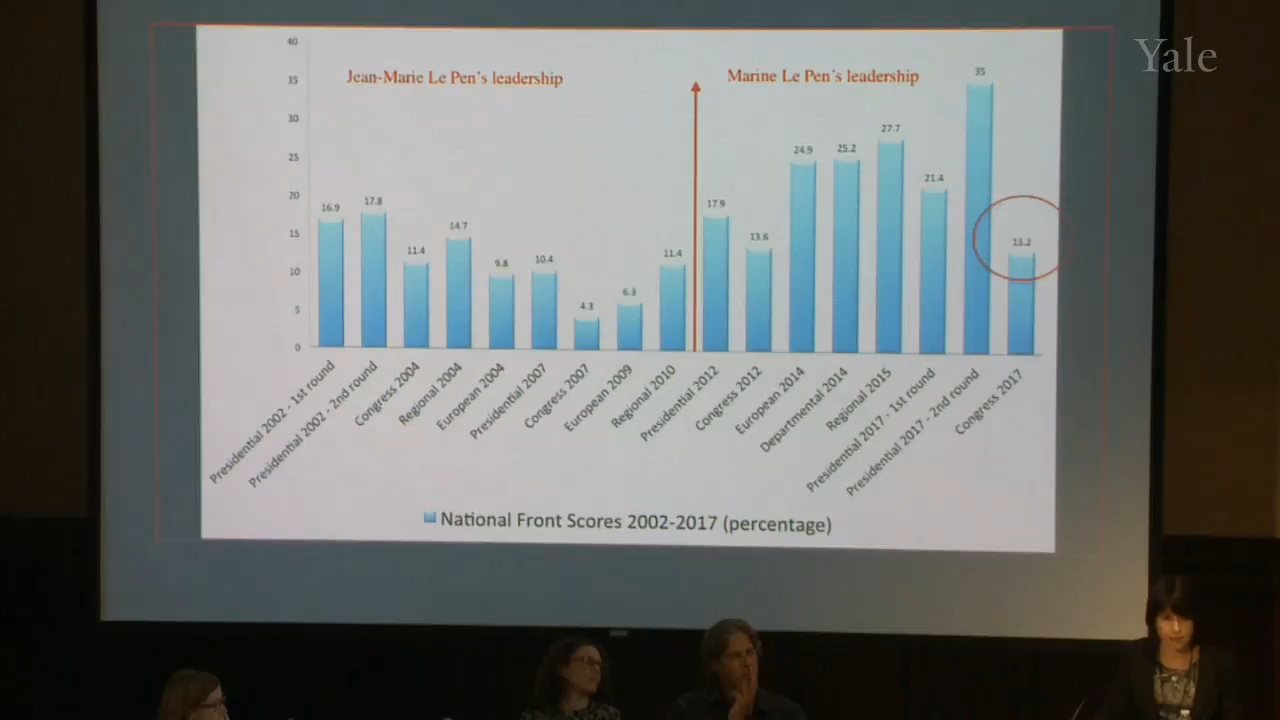 Yale
Jean-Marie Le Pen's leadership
Marine Le Pen's leadership
40
35
30
25
20
15
10
5
0
16.9
17.8
11.4
14.7
9.8
10.4
4.3
6.3
11.4
17.9
13.6
24.9
25.2
27.7
21.4
35
13.2
Presidential 2002 - 1st round
Presidential 2002 - 2nd round
Congress 2004
Regional 2004
European 2004
Presidential 2007
Congress 2007
European 2009
Regional 2010
Presidential 2012
Congress 2012
European 2014
Departmental 2014
Regional 2015
Presidential 2017 - 1st round
Presidential 2017 - 2nd round
Congress 2017
National Front Scores 2002-2017 (percentage)